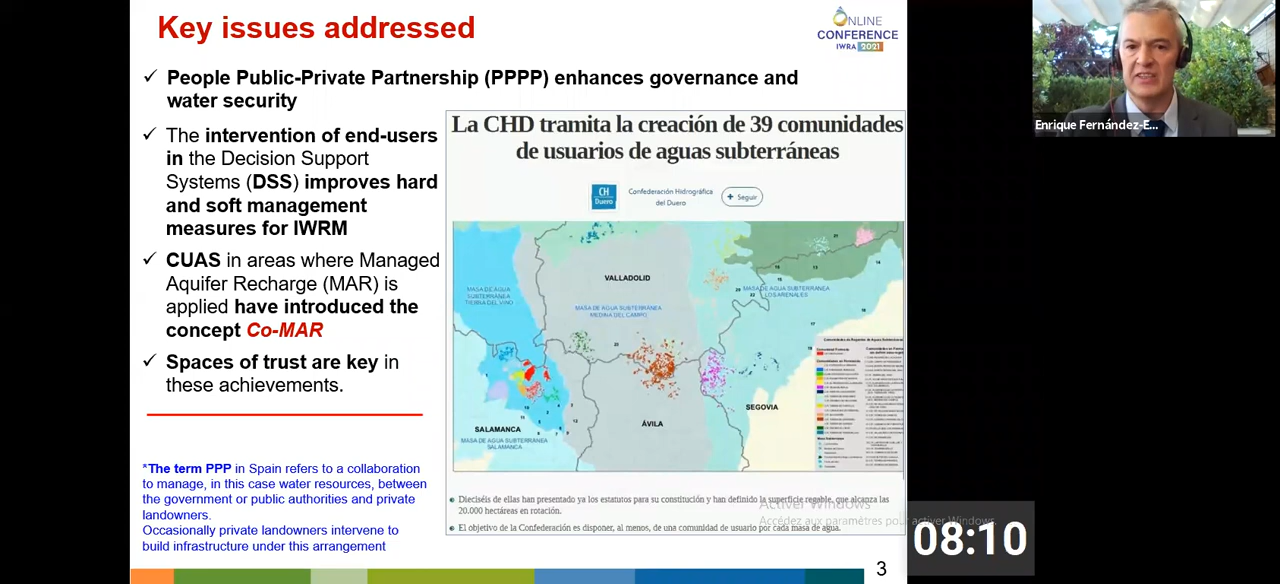 Key issues addressed
ONLINE
CONFERENCE
IWRA 2021
✓ People Public-Private Partnership (PPPP) enhances governance and
water security
✓ The intervention of end-users
in the Decision Support
Systems (DSS) improves hard
and soft management
measures for IWRM
✓ CUAS in areas where Managed
Aquifer Recharge (MAR) is
applied have introduced the
concept Co-MAR
✓ Spaces of trust are key in
these achievements.
*The term PPP in Spain refers to a collaboration
to manage, in this case water resources, between
the government or public authorities and private
landowners.
Occasionally private landowners intervene to
build infrastructure under this arrangement
La CHD tramita la creación de 39 comunidades
de usuarios de aguas subterráneas
CH
Duero
Confederación Hidrográfica
del Duero
+ Seguir
VALLADOLID
MASA DE AGUA
SUBTERRÁNEA
TIERRA DEL VINO
MASA DE AGUA SUBTERRÁNEA
MEDINA DEL CAMPO
MASA DE AGUA SUBTERRÁNEA
LOS ARENALES
SEGOVIA
ÁVILA
SALAMANCA
MASA DE AGUA SUBTERRÁNEA
SALAMANCA
Dieciséis de ellas han presentado ya los estatutos para su constitución y han definido la superficie regable, que alcanza las
20.000 hectáreas en rotación.
El objetivo de la Confederación es disponer, al menos, de una comunidad de usuario por cada masa de agua.
Activer Windows
Accédez aux paramètres pour activer Windows.
3
08:10
Enrique Fernández-E...